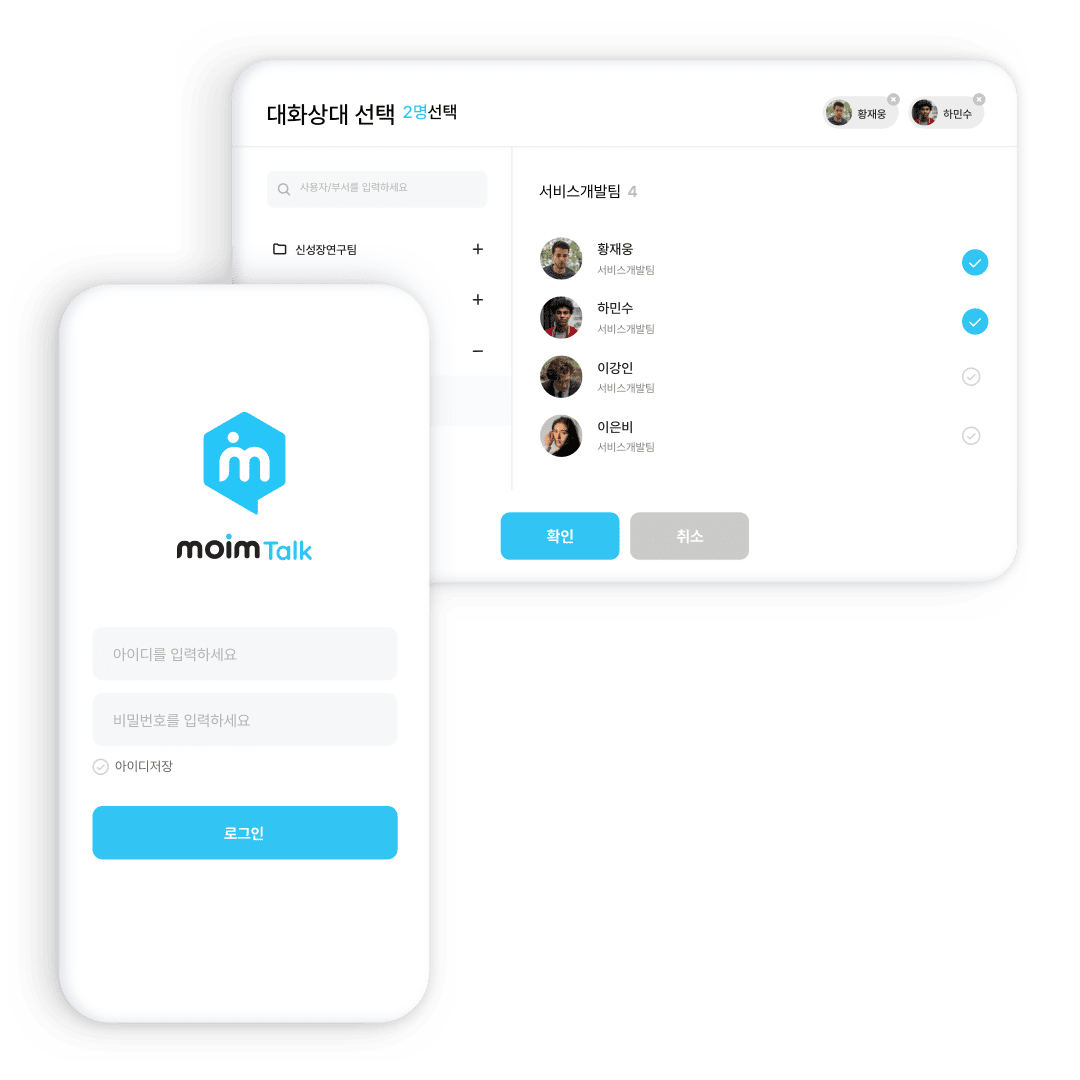 대화상대 선택 2명선택
황재웅
하민수
사용자/부서를 입력하세요
신성장연구팀
서비스개발팀 4
황재웅
서비스개발팀
하민수
서비스개발팀
이강인
서비스개발팀
이은비
서비스개발팀
확인
취소
m
moim Talk
아이디를 입력하세요
비밀번호를 입력하세요
아이디저장
로그인